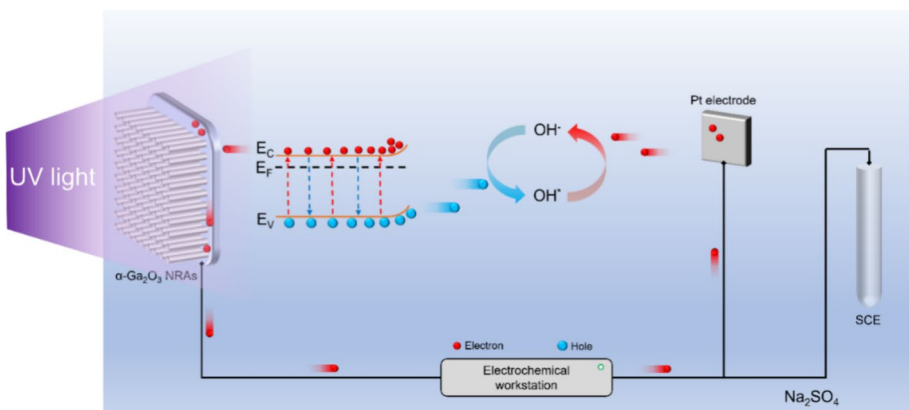 UV light
α-Ga₂O₃ NRAs
E_C
E_F
E_V
OH⁻
OH*
Pt electrode
SCE
Electron
Hole
Electrochemical
workstation
Na₂SO₄